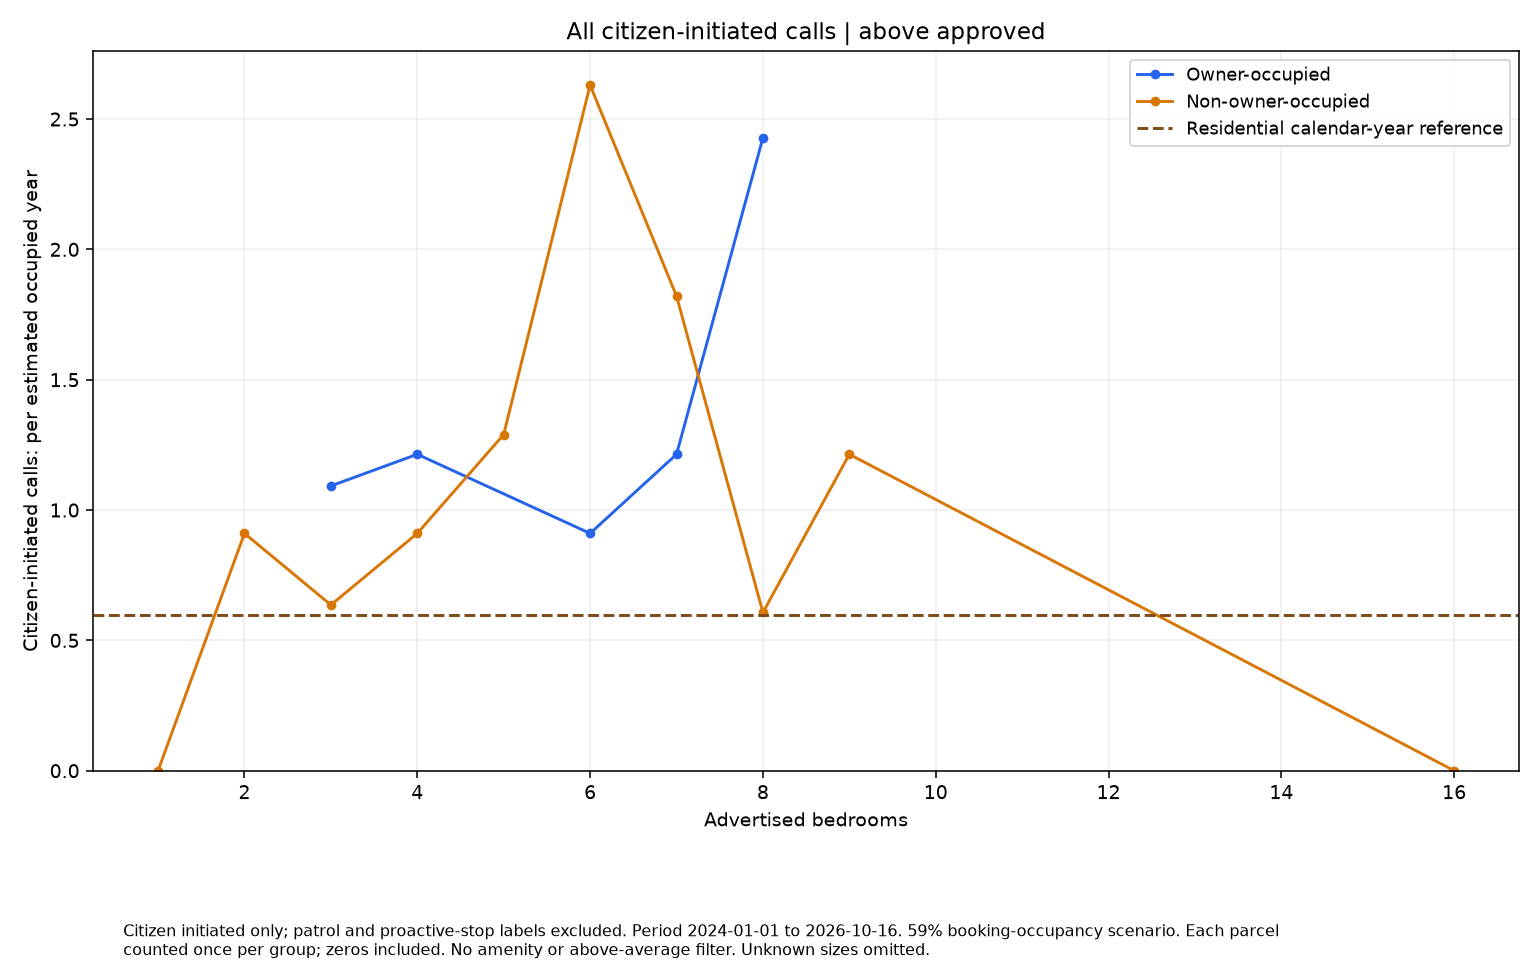 All citizen-initiated calls | above approved
Owner-occupied
Non-owner-occupied
Residential calendar-year reference
Citizen-initiated calls: per estimated occupied year
2.5
2.0
1.5
1.0
0.5
0.0
2 4 6 8 10 12 14 16
Advertised bedrooms
Citizen initiated only; patrol and proactive-stop labels excluded. Period 2024-01-01 to 2026-10-16. 59% booking-occupancy scenario. Each parcel
counted once per group; zeros included. No amenity or above-average filter. Unknown sizes omitted.